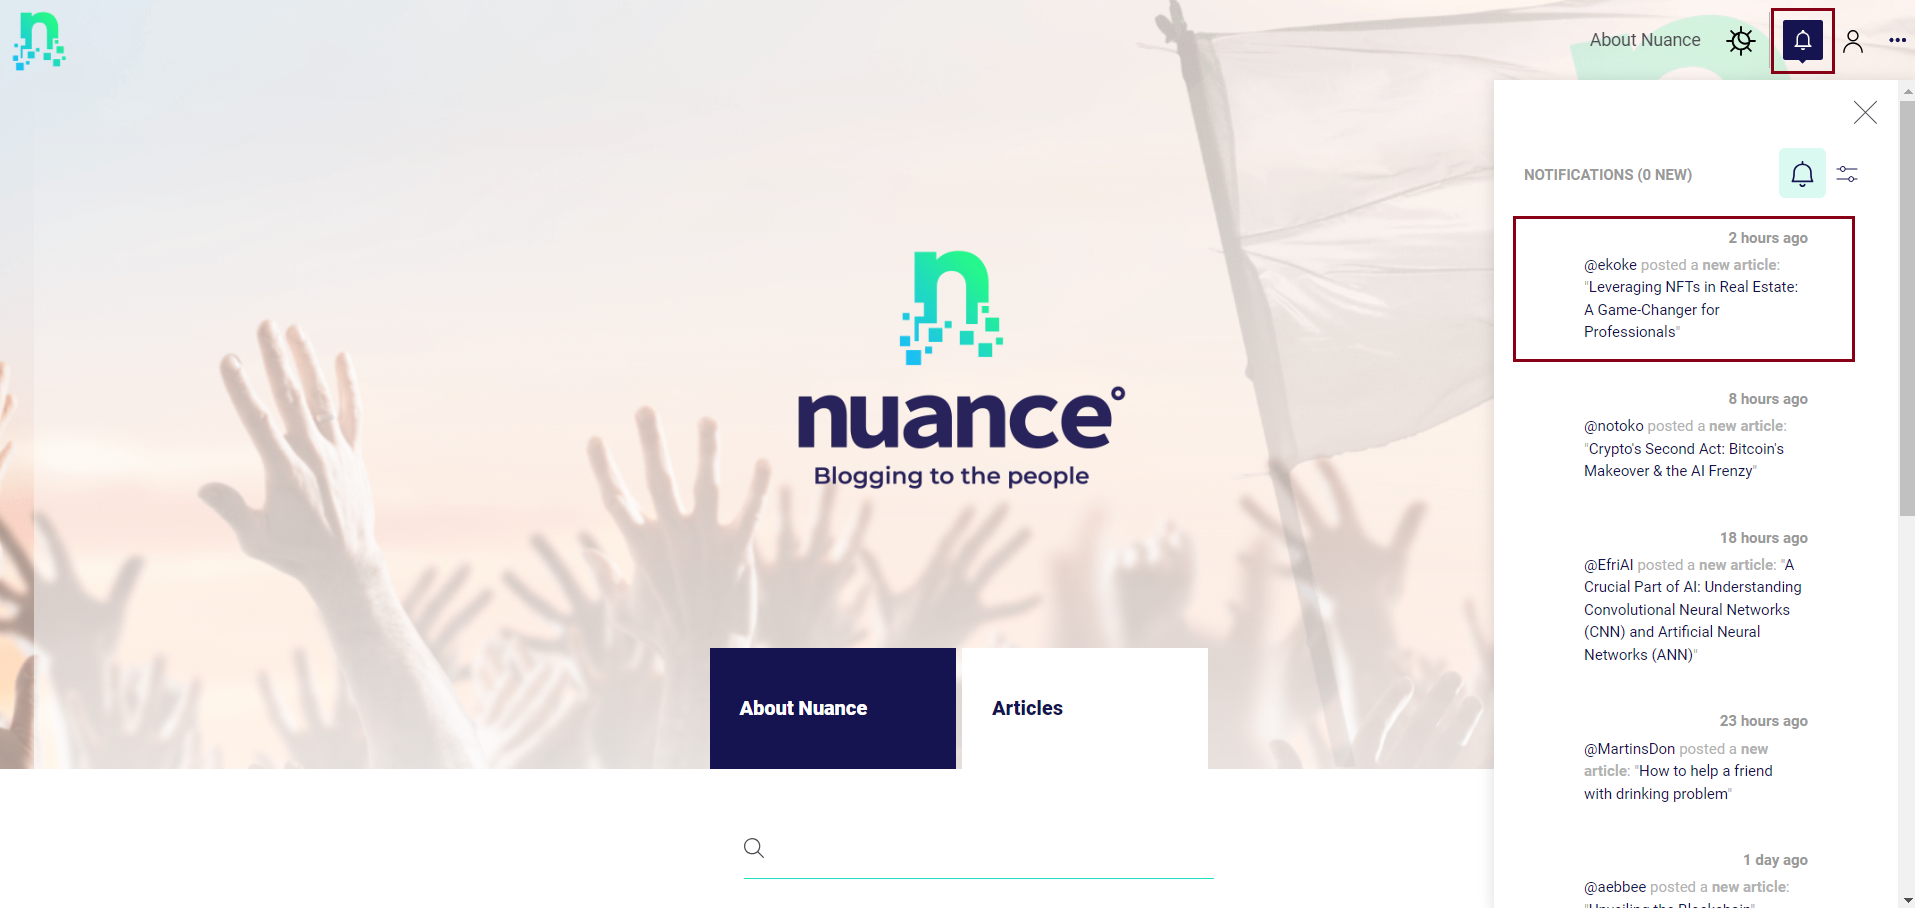 About Nuance
NOTIFICATIONS (0 NEW)
2 hours ago
@ekoke posted a new article:
"Leveraging NFTs in Real Estate:
A Game-Changer for
Professionals"
8 hours ago
@notoko posted a new article:
"Crypto's Second Act: Bitcoin's
Makeover & the AI Frenzy"
18 hours ago
@EfriAI posted a new article: "A
Crucial Part of AI: Understanding
Convolutional Neural Networks
(CNN) and Artificial Neural
Networks (ANN)"
23 hours ago
@MartinsDon posted a new
article: "How to help a friend
with drinking problem"
1 day ago
@aebbee posted a new article:
"Unveiling the Blockchain"
nuance
Blogging to the people
About Nuance
Articles